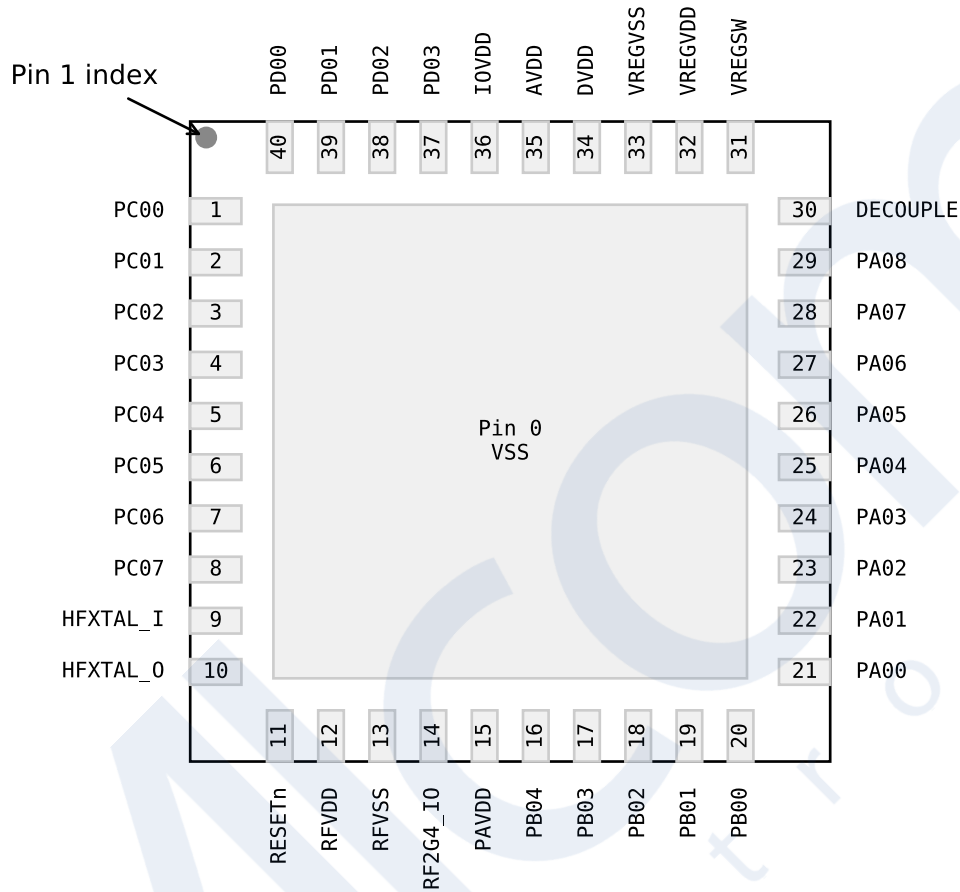 PD00 PD01 PD02 PD03 IOVDD AVDD DVDD VREGVSS VREGVDD VREGSW
Pin 1 index
40 39 38 37 36 35 34 33 32 31
PC00 1 30 DECOUPLE
PC01 2 29 PA08
PC02 3 28 PA07
PC03 4 27 PA06
PC04 5 26 PA05
Pin 0
VSS
PC05 6 25 PA04
PC06 7 24 PA03
PC07 8 23 PA02
HFXTAL_I 9 22 PA01
HFXTAL_O 10 21 PA00
11 12 13 14 15 16 17 18 19 20
RESETn RFVDD RFVSS RF2G4_IO PAVDD PB04 PB03 PB02 PB01 PB00